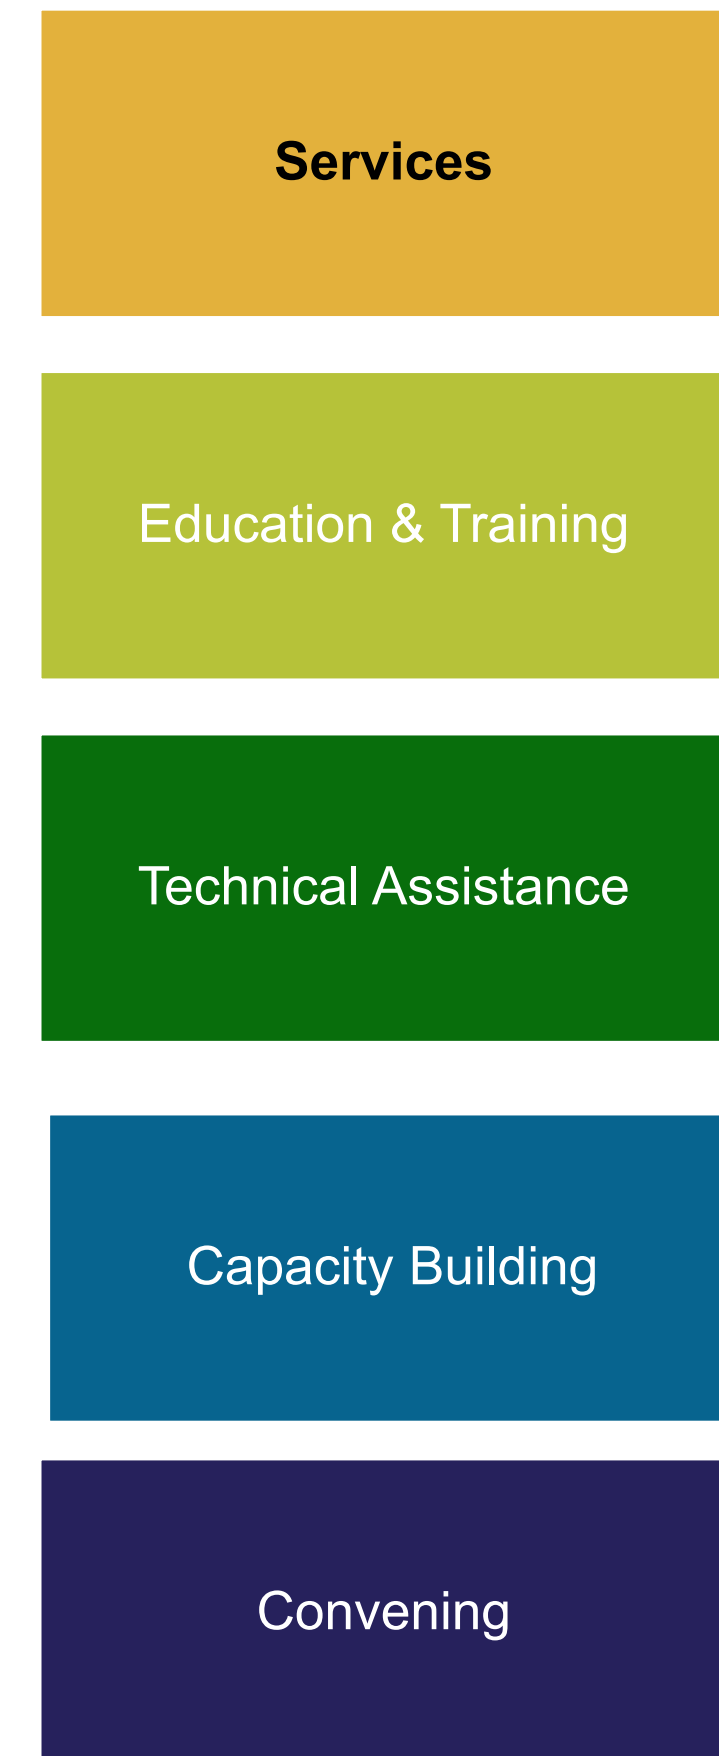 Services
Education & Training
Technical Assistance
Capacity Building
Convening